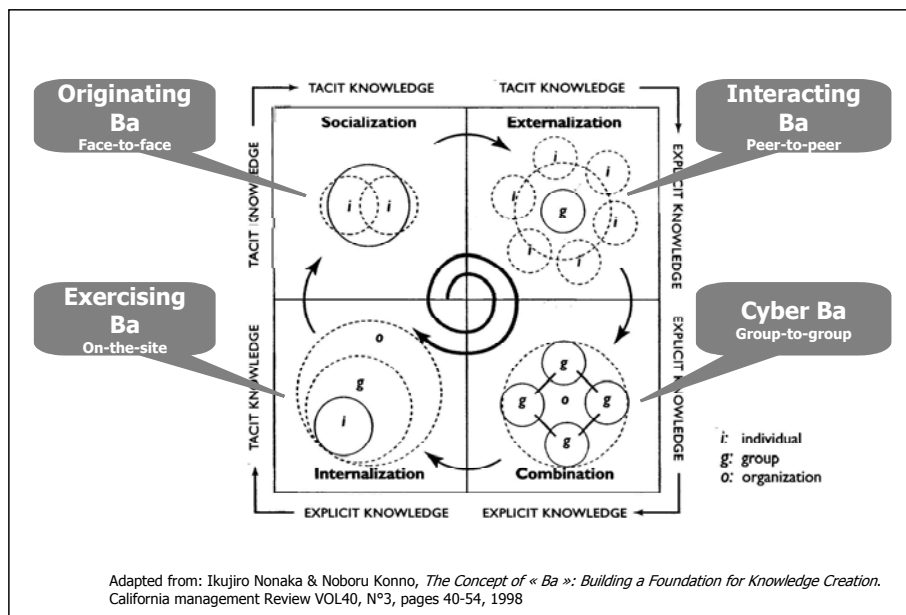 TACIT KNOWLEDGE
TACIT KNOWLEDGE
Originating
Ba
Face-to-face
Interacting
Ba
Peer-to-peer
Socialization
Externalization
TACIT KNOWLEDGE
EXPLICIT KNOWLEDGE
i
i
i
i
i
i
i
i
g
Exercising
Ba
On-the-site
Cyber Ba
Group-to-group
TACIT KNOWLEDGE
EXPLICIT KNOWLEDGE
o
g
i
g
g
o
g
g
Internalization
Combination
i: individual
g: group
o: organization
EXPLICIT KNOWLEDGE
EXPLICIT KNOWLEDGE
Adapted from: Ikujiro Nonaka & Noboru Konno, The Concept of « Ba »: Building a Foundation for Knowledge Creation.
California management Review VOL40, N°3, pages 40-54, 1998